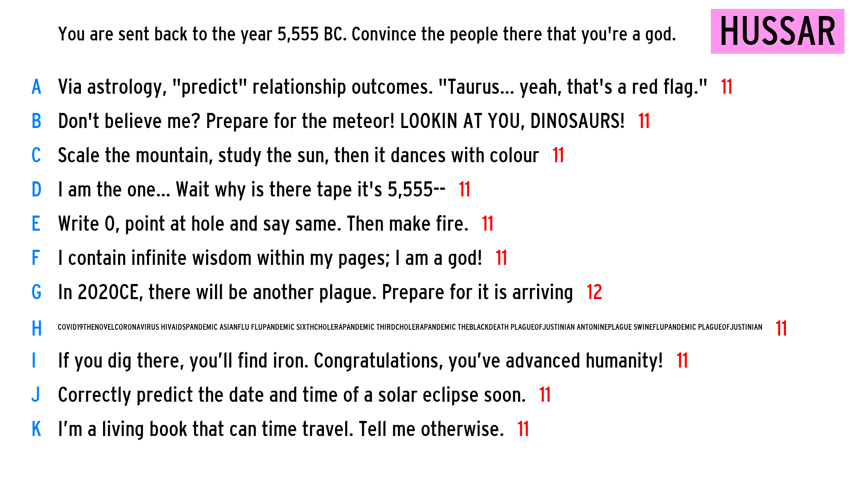 You are sent back to the year 5,555 BC. Convince the people there that you're a god.
HUSSAR
A Via astrology, "predict" relationship outcomes. "Taurus... yeah, that's a red flag." 11
B Don't believe me? Prepare for the meteor! LOOKIN AT YOU, DINOSAURS! 11
C Scale the mountain, study the sun, then it dances with colour 11
D I am the one... Wait why is there tape it's 5,555-- 11
E Write 0, point at hole and say same. Then make fire. 11
F I contain infinite wisdom within my pages; I am a god! 11
G In 2020CE, there will be another plague. Prepare for it is arriving 12
H COVID19THENOVELCORONAVIRUS HIVAIDSPANDEMIC ASIANFLU FLUPANDEMIC SIXTHCHOLERAPANDEMIC THIRDCHOLERAPANDEMIC THEBLACKDEATH PLAGUEOFJUSTINIAN ANTONINEPLAGUE SWINEFLUPANDEMIC PLAGUEOFJUSTINIAN 11
I If you dig there, you’ll find iron. Congratulations, you’ve advanced humanity! 11
J Correctly predict the date and time of a solar eclipse soon. 11
K I’m a living book that can time travel. Tell me otherwise. 11